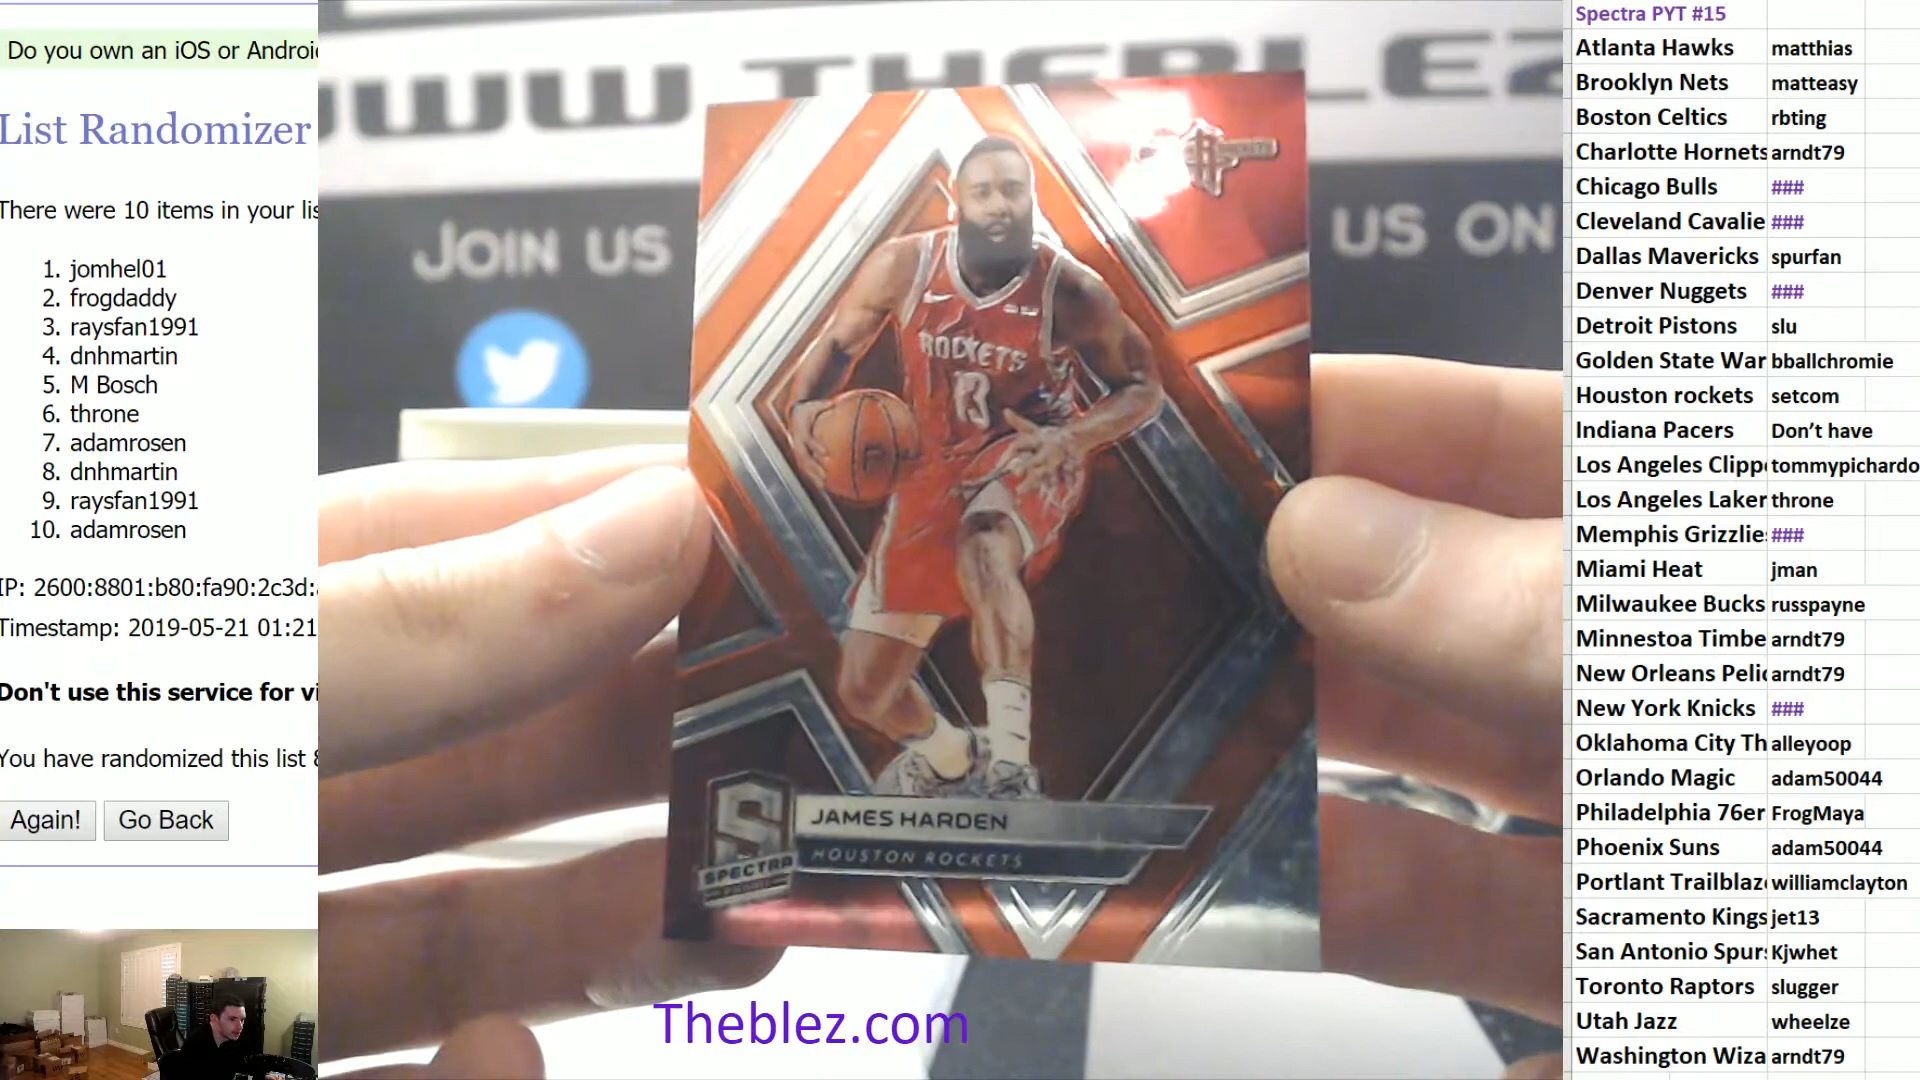 Do you own an iOS or Androi
List Randomizer
There were 10 items in your lis
1. jomhel01
2. frogdaddy
3. raysfan1991
4. dnhmartin
5. M Bosch
6. throne
7. adamrosen
8. dnhmartin
9. raysfan1991
10. adamrosen
IP: 2600:8801:b80:fa90:2c3d:
Timestamp: 2019-05-21 01:21
Don't use this service for vi
You have randomized this list
Again! Go Back
WWW THEBLEZ
JOIN US
US ON
ROCKETS
ROCKETS
13
JAMES HARDEN
HOUSTON ROCKETS
SPECTRA
Theblez.com
Spectra PYT #15
Atlanta Hawks matthias
Brooklyn Nets matteasy
Boston Celtics rbting
Charlotte Hornets arndt79
Chicago Bulls ###
Cleveland Cavalie ###
Dallas Mavericks spurfan
Denver Nuggets ###
Detroit Pistons slu
Golden State War bballchromie
Houston rockets setcom
Indiana Pacers Don't have
Los Angeles Clipp tommypichardo
Los Angeles Laker throne
Memphis Grizzlie ###
Miami Heat jman
Milwaukee Bucks russpayne
Minnestoa Timbe arndt79
New Orleans Peli arndt79
New York Knicks ###
Oklahoma City Th alleyoop
Orlando Magic adam50044
Philadelphia 76er FrogMaya
Phoenix Suns adam50044
Portlant Trailblaz williamclayton
Sacramento Kings jet13
San Antonio Spur Kjwhet
Toronto Raptors slugger
Utah Jazz wheelze
Washington Wiza arndt79